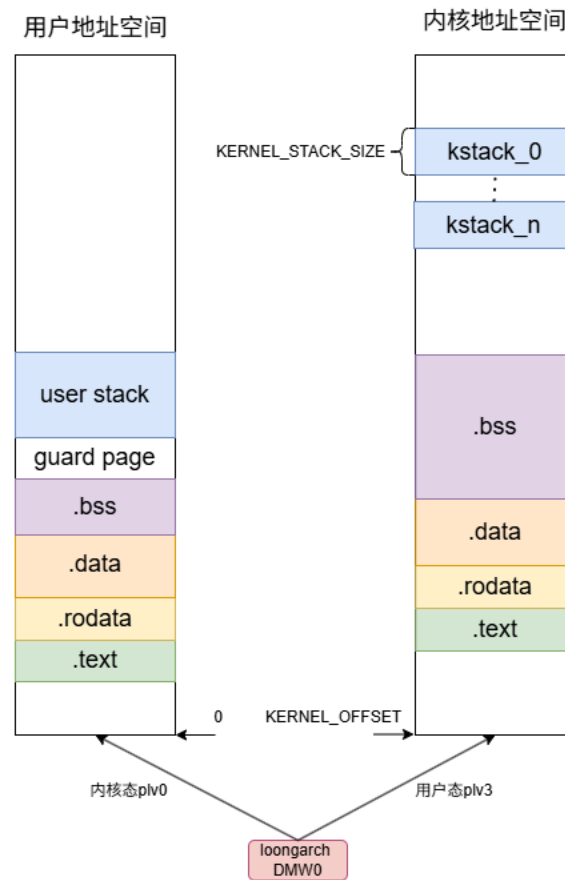 用户地址空间
内核地址空间
KERNEL_STACK_SIZE
kstack_0
kstack_n
user stack
guard page
.bss
.data
.rodata
.text
.bss
.data
.rodata
.text
0
KERNEL_OFFSET
内核态plv0
用户态plv3
loongarch
DMW0